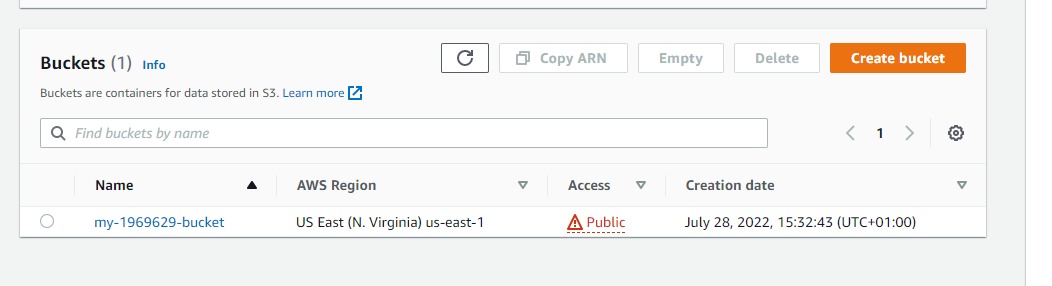 Buckets (1) Info
Copy ARN
Empty
Delete
Create bucket
Buckets are containers for data stored in S3. Learn more
Find buckets by name
1
Name AWS Region Access Creation date
my-1969629-bucket US East (N. Virginia) us-east-1 Public July 28, 2022, 15:32:43 (UTC+01:00)